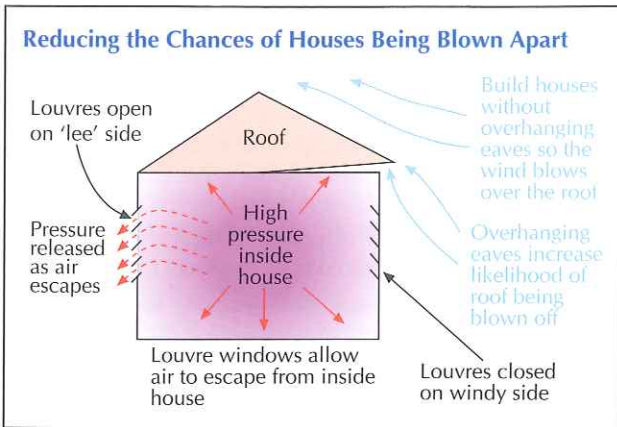 Reducing the Chances of Houses Being Blown Apart
Louvres open
on 'lee' side
Roof
Build houses
without
overhanging
eaves so the
wind blows
over the root
Pressure
released
as air
escapes
High
pressure
inside
house
Overhanging
eaves increase
likelihood of
roof being
blown off
Louvre windows allow
air to escape from inside
house
Louvres closed
on windy side